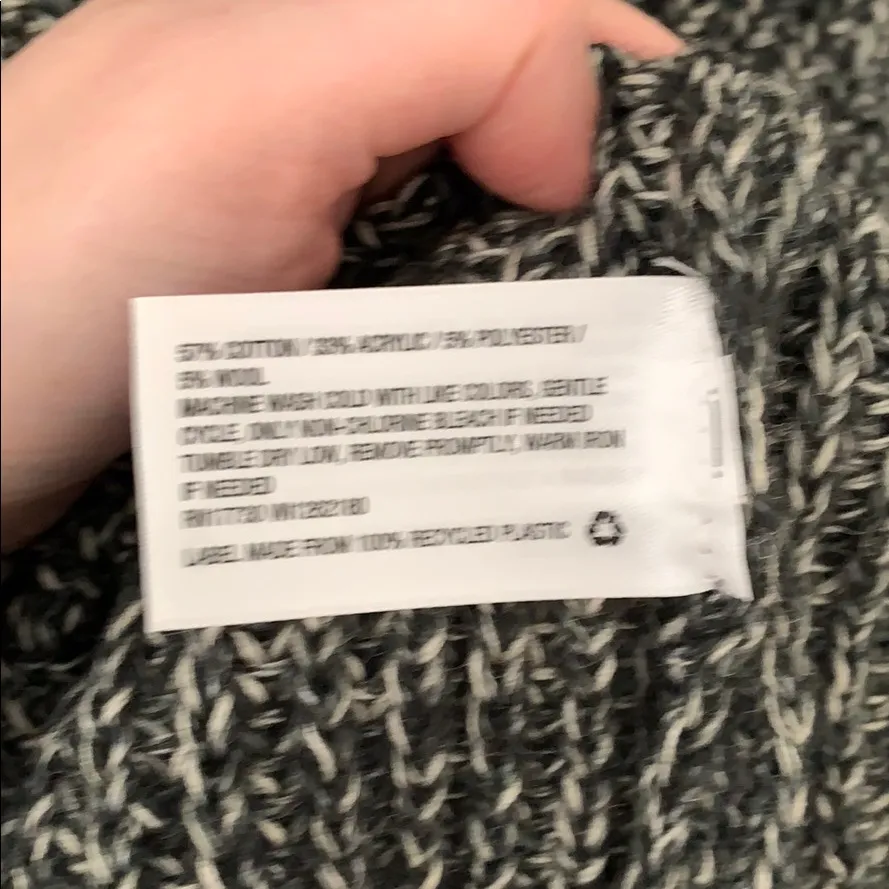 57% COTTON / 33% ACRYLIC / 5% POLYESTER /
5% WOOL
MACHINE WASH COLD WITH LIKE COLORS, GENTLE
CYCLE, ONLY NON-CHLORINE BLEACH IF NEEDED
TUMBLE DRY LOW, REMOVE PROMPTLY, WARM IRON
IF NEEDED
LABEL MADE FROM 100% RECYCLED PLASTIC